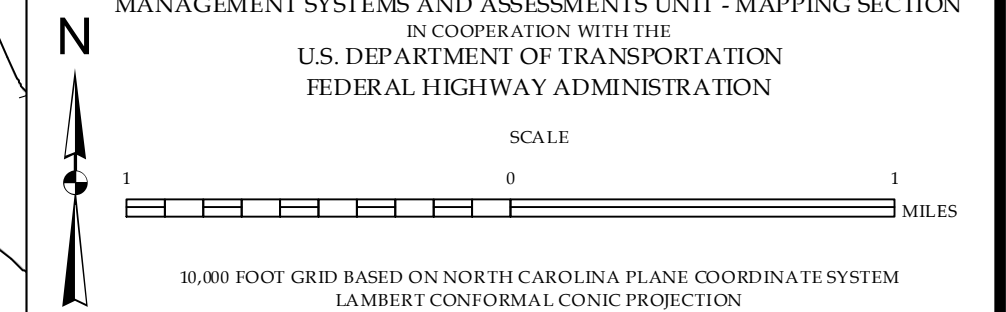 MANAGEMENT SYSTEMS AND ASSESSMENTS UNIT - MAPPING SECTION
IN COOPERATION WITH THE
U.S. DEPARTMENT OF TRANSPORTATION
FEDERAL HIGHWAY ADMINISTRATION
N
SCALE
1 0 1
MILES
10,000 FOOT GRID BASED ON NORTH CAROLINA PLANE COORDINATE SYSTEM
LAMBERT CONFORMAL CONIC PROJECTION